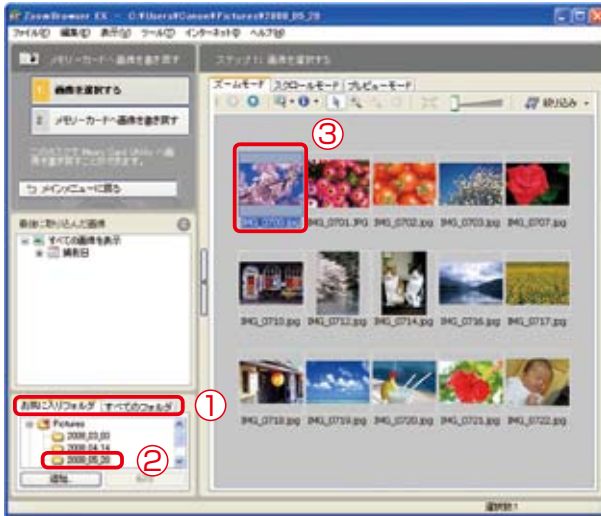 ZoomBrowser EX - C:¥Users¥Canon¥Pictures¥2008_05_20
ファイル(F) 編集(E) 表示(V) ツール(T) インターネット(I) ヘルプ(H)
メモリーカードへ画像を書き戻す
ステップ1: 画像を選択する
1 画像を選択する
2 メモリーカードへ画像を書き戻す
メインメニューに戻る
ズームモード スクロールモード プレビューモード
絞り込み
③
IMG_0700.jpg IMG_0701.JPG IMG_0702.jpg IMG_0703.jpg IMG_0707.jpg
最後に取り込んだ画像
すべての画像を表示
撮影日
IMG_0710.jpg IMG_0712.jpg IMG_0714.jpg IMG_0716.jpg IMG_0717.jpg
IMG_0718.jpg IMG_0719.jpg IMG_0720.jpg IMG_0721.jpg IMG_0722.jpg
お気に入りフォルダ すべてのフォルダ
①
Pictures
2008_03_03
2008_04_14
2008_05_20
②
追加...
選択数:1